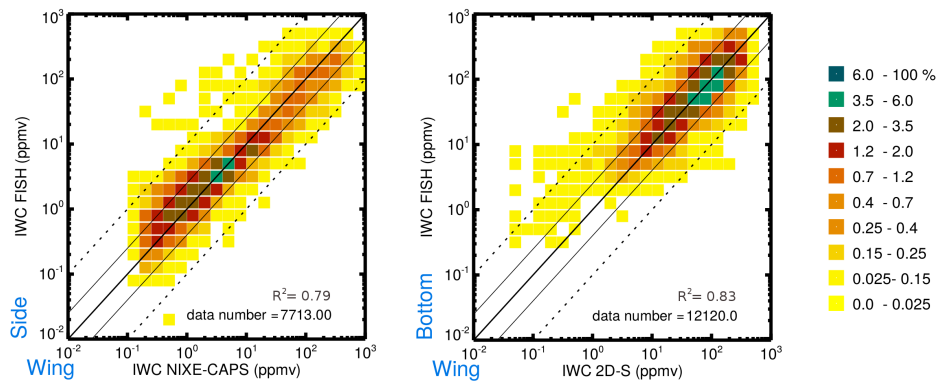 10³
10²
10¹
10⁰
10⁻¹
10⁻²
IWC FISH (ppmv)
R²= 0.79
data number =7713.00
10⁻² 10⁻¹ 10⁰ 10¹ 10² 10³
IWC NIXE-CAPS (ppmv)
Side
Wing
10³
10²
10¹
10⁰
10⁻¹
10⁻²
IWC FISH (ppmv)
R²= 0.83
data number =12120.0
10⁻² 10⁻¹ 10⁰ 10¹ 10² 10³
IWC 2D-S (ppmv)
Bottom
Wing
6.0 - 100 %
3.5 - 6.0
2.0 - 3.5
1.2 - 2.0
0.7 - 1.2
0.4 - 0.7
0.25 - 0.4
0.15 - 0.25
0.025- 0.15
0.0 - 0.025